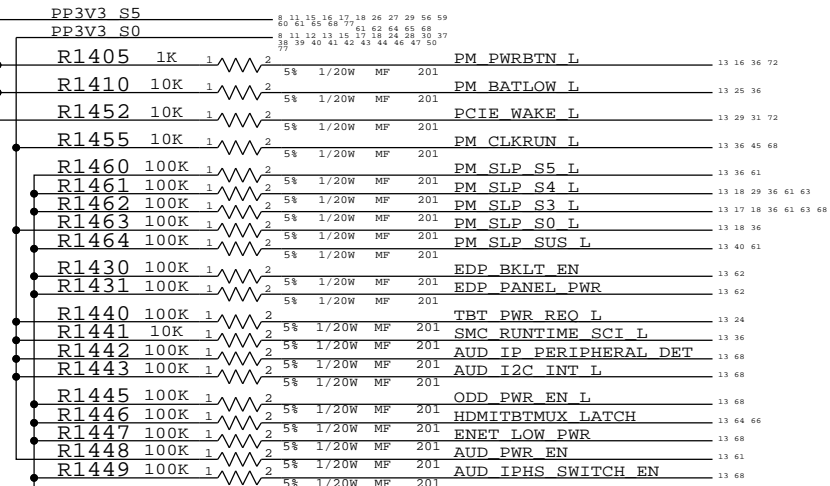 PP3V3_S5 8 11 15 16 17 18 26 27 29 56 59
60 61 65 68 77
PP3V3_S0 61 62 64 65 68
8 11 12 13 15 17 18 24 28 30 37
38 39 40 41 42 43 44 46 47 50
77
R1405 1K 1 2 PM_PWRBTN_L 13 16 36 72
5% 1/20W MF 201
R1410 10K 1 2 PM_BATLOW_L 13 25 36
5% 1/20W MF 201
R1452 10K 1 2 PCIE_WAKE_L 13 29 31 72
5% 1/20W MF 201
R1455 10K 1 2 PM_CLKRUN_L 13 36 45 68
5% 1/20W MF 201
R1460 100K 1 2 PM_SLP_S5_L 13 36 61
5% 1/20W MF 201
R1461 100K 1 2 PM_SLP_S4_L 13 18 29 36 61 63
5% 1/20W MF 201
R1462 100K 1 2 PM_SLP_S3_L 13 17 18 36 61 63 68
5% 1/20W MF 201
R1463 100K 1 2 PM_SLP_S0_L 13 18 36
5% 1/20W MF 201
R1464 100K 1 2 PM_SLP_SUS_L 13 40 61
5% 1/20W MF 201
R1430 100K 1 2 EDP_BKLT_EN 13 62
5% 1/20W MF 201
R1431 100K 1 2 EDP_PANEL_PWR 13 62
5% 1/20W MF 201
R1440 100K 1 2 TBT_PWR_REQ_L 13 24
5% 1/20W MF 201
R1441 10K 1 2 SMC_RUNTIME_SCI_L 13 36
5% 1/20W MF 201
R1442 100K 1 2 AUD_IP_PERIPHERAL_DET 13 68
5% 1/20W MF 201
R1443 100K 1 2 AUD_I2C_INT_L 13 68
5% 1/20W MF 201
R1445 100K 1 2 ODD_PWR_EN_L 13 68
5% 1/20W MF 201
R1446 100K 1 2 HDMITBTMUX_LATCH 13 64 66
5% 1/20W MF 201
R1447 100K 1 2 ENET_LOW_PWR 13 68
5% 1/20W MF 201
R1448 100K 1 2 AUD_PWR_EN 13 61
5% 1/20W MF 201
R1449 100K 1 2 AUD_IPHS_SWITCH_EN 13 68
5% 1/20W MF 201